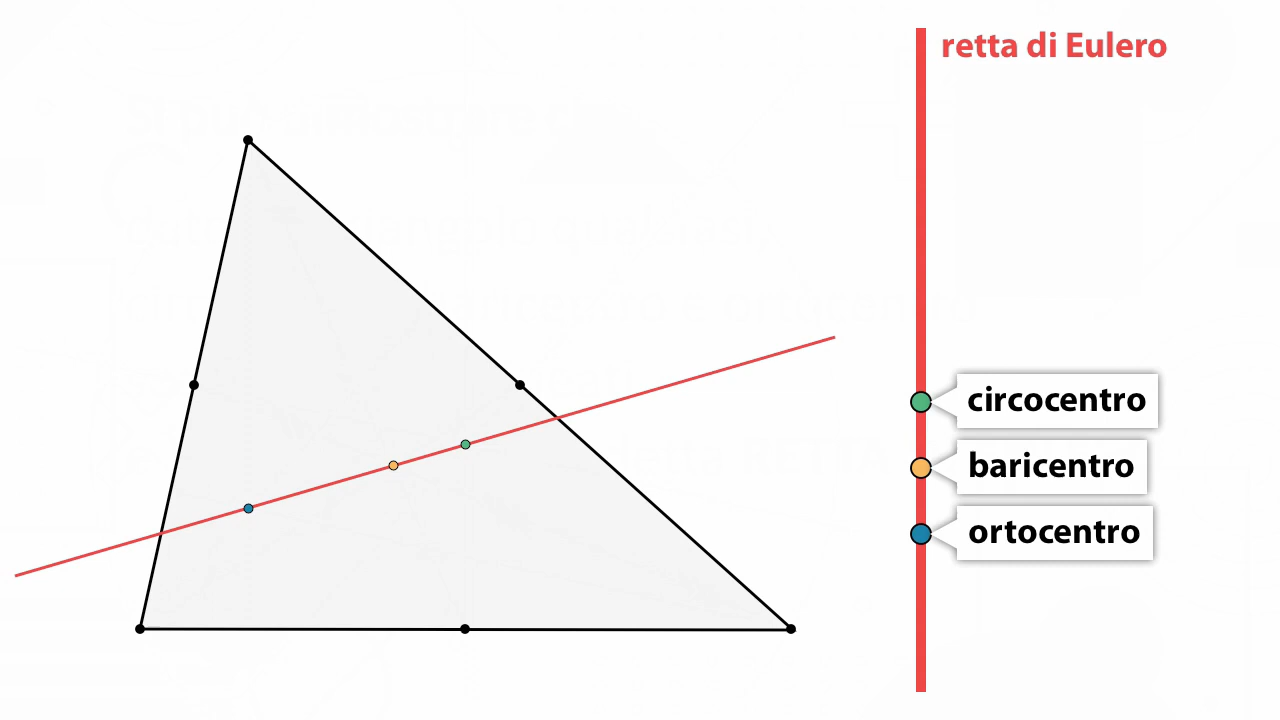 retta di Eulero
circocentro
baricentro
ortocentro